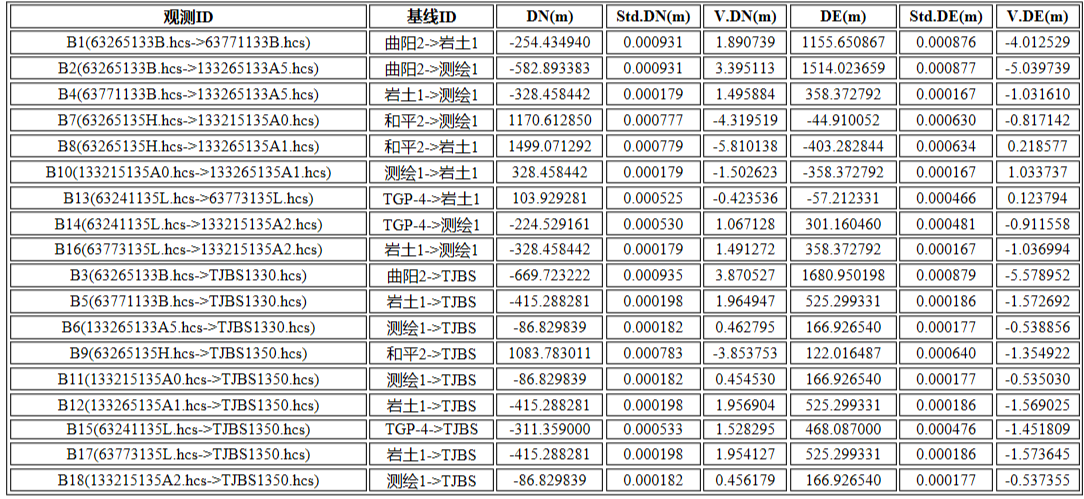 观测ID 基线ID DN(m) Std.DN(m) V.DN(m) DE(m) Std.DE(m) V.DE(m)
B1(63265133B.hcs->63771133B.hcs) 曲阳2->岩土1 -254.434940 0.000931 1.890739 1155.650867 0.000876 -4.012529
B2(63265133B.hcs->133265133A5.hcs) 曲阳2->测绘1 -582.893383 0.000931 3.395113 1514.023659 0.000877 -5.039739
B4(63771133B.hcs->133265133A5.hcs) 岩土1->测绘1 -328.458442 0.000179 1.495884 358.372792 0.000167 -1.031610
B7(63265135H.hcs->133215135A0.hcs) 和平2->测绘1 1170.612850 0.000777 -4.319519 -44.910052 0.000630 -0.817142
B8(63265135H.hcs->133265135A1.hcs) 和平2->岩土1 1499.071292 0.000779 -5.810138 -403.282844 0.000634 0.218577
B10(133215135A0.hcs->133265135A1.hcs) 测绘1->岩土1 328.458442 0.000179 -1.502623 -358.372792 0.000167 1.033737
B13(63241135L.hcs->63773135L.hcs) TGP-4->岩土1 103.929281 0.000525 -0.423536 -57.212331 0.000466 0.123794
B14(63241135L.hcs->133215135A2.hcs) TGP-4->测绘1 -224.529161 0.000530 1.067128 301.160460 0.000481 -0.911558
B16(63773135L.hcs->133215135A2.hcs) 岩土1->测绘1 -328.458442 0.000179 1.491272 358.372792 0.000167 -1.036994
B3(63265133B.hcs->TJBS1330.hcs) 曲阳2->TJBS -669.723222 0.000935 3.870527 1680.950198 0.000879 -5.578952
B5(63771133B.hcs->TJBS1330.hcs) 岩土1->TJBS -415.288281 0.000198 1.964947 525.299331 0.000186 -1.572692
B6(133265133A5.hcs->TJBS1330.hcs) 测绘1->TJBS -86.829839 0.000182 0.462795 166.926540 0.000177 -0.538856
B9(63265135H.hcs->TJBS1350.hcs) 和平2->TJBS 1083.783011 0.000783 -3.853753 122.016487 0.000640 -1.354922
B11(133215135A0.hcs->TJBS1350.hcs) 测绘1->TJBS -86.829839 0.000182 0.454530 166.926540 0.000177 -0.535030
B12(133265135A1.hcs->TJBS1350.hcs) 岩土1->TJBS -415.288281 0.000198 1.956904 525.299331 0.000186 -1.569025
B15(63241135L.hcs->TJBS1350.hcs) TGP-4->TJBS -311.359000 0.000533 1.528295 468.087000 0.000476 -1.451809
B17(63773135L.hcs->TJBS1350.hcs) 岩土1->TJBS -415.288281 0.000198 1.954127 525.299331 0.000186 -1.573645
B18(133215135A2.hcs->TJBS1350.hcs) 测绘1->TJBS -86.829839 0.000182 0.456179 166.926540 0.000177 -0.537355